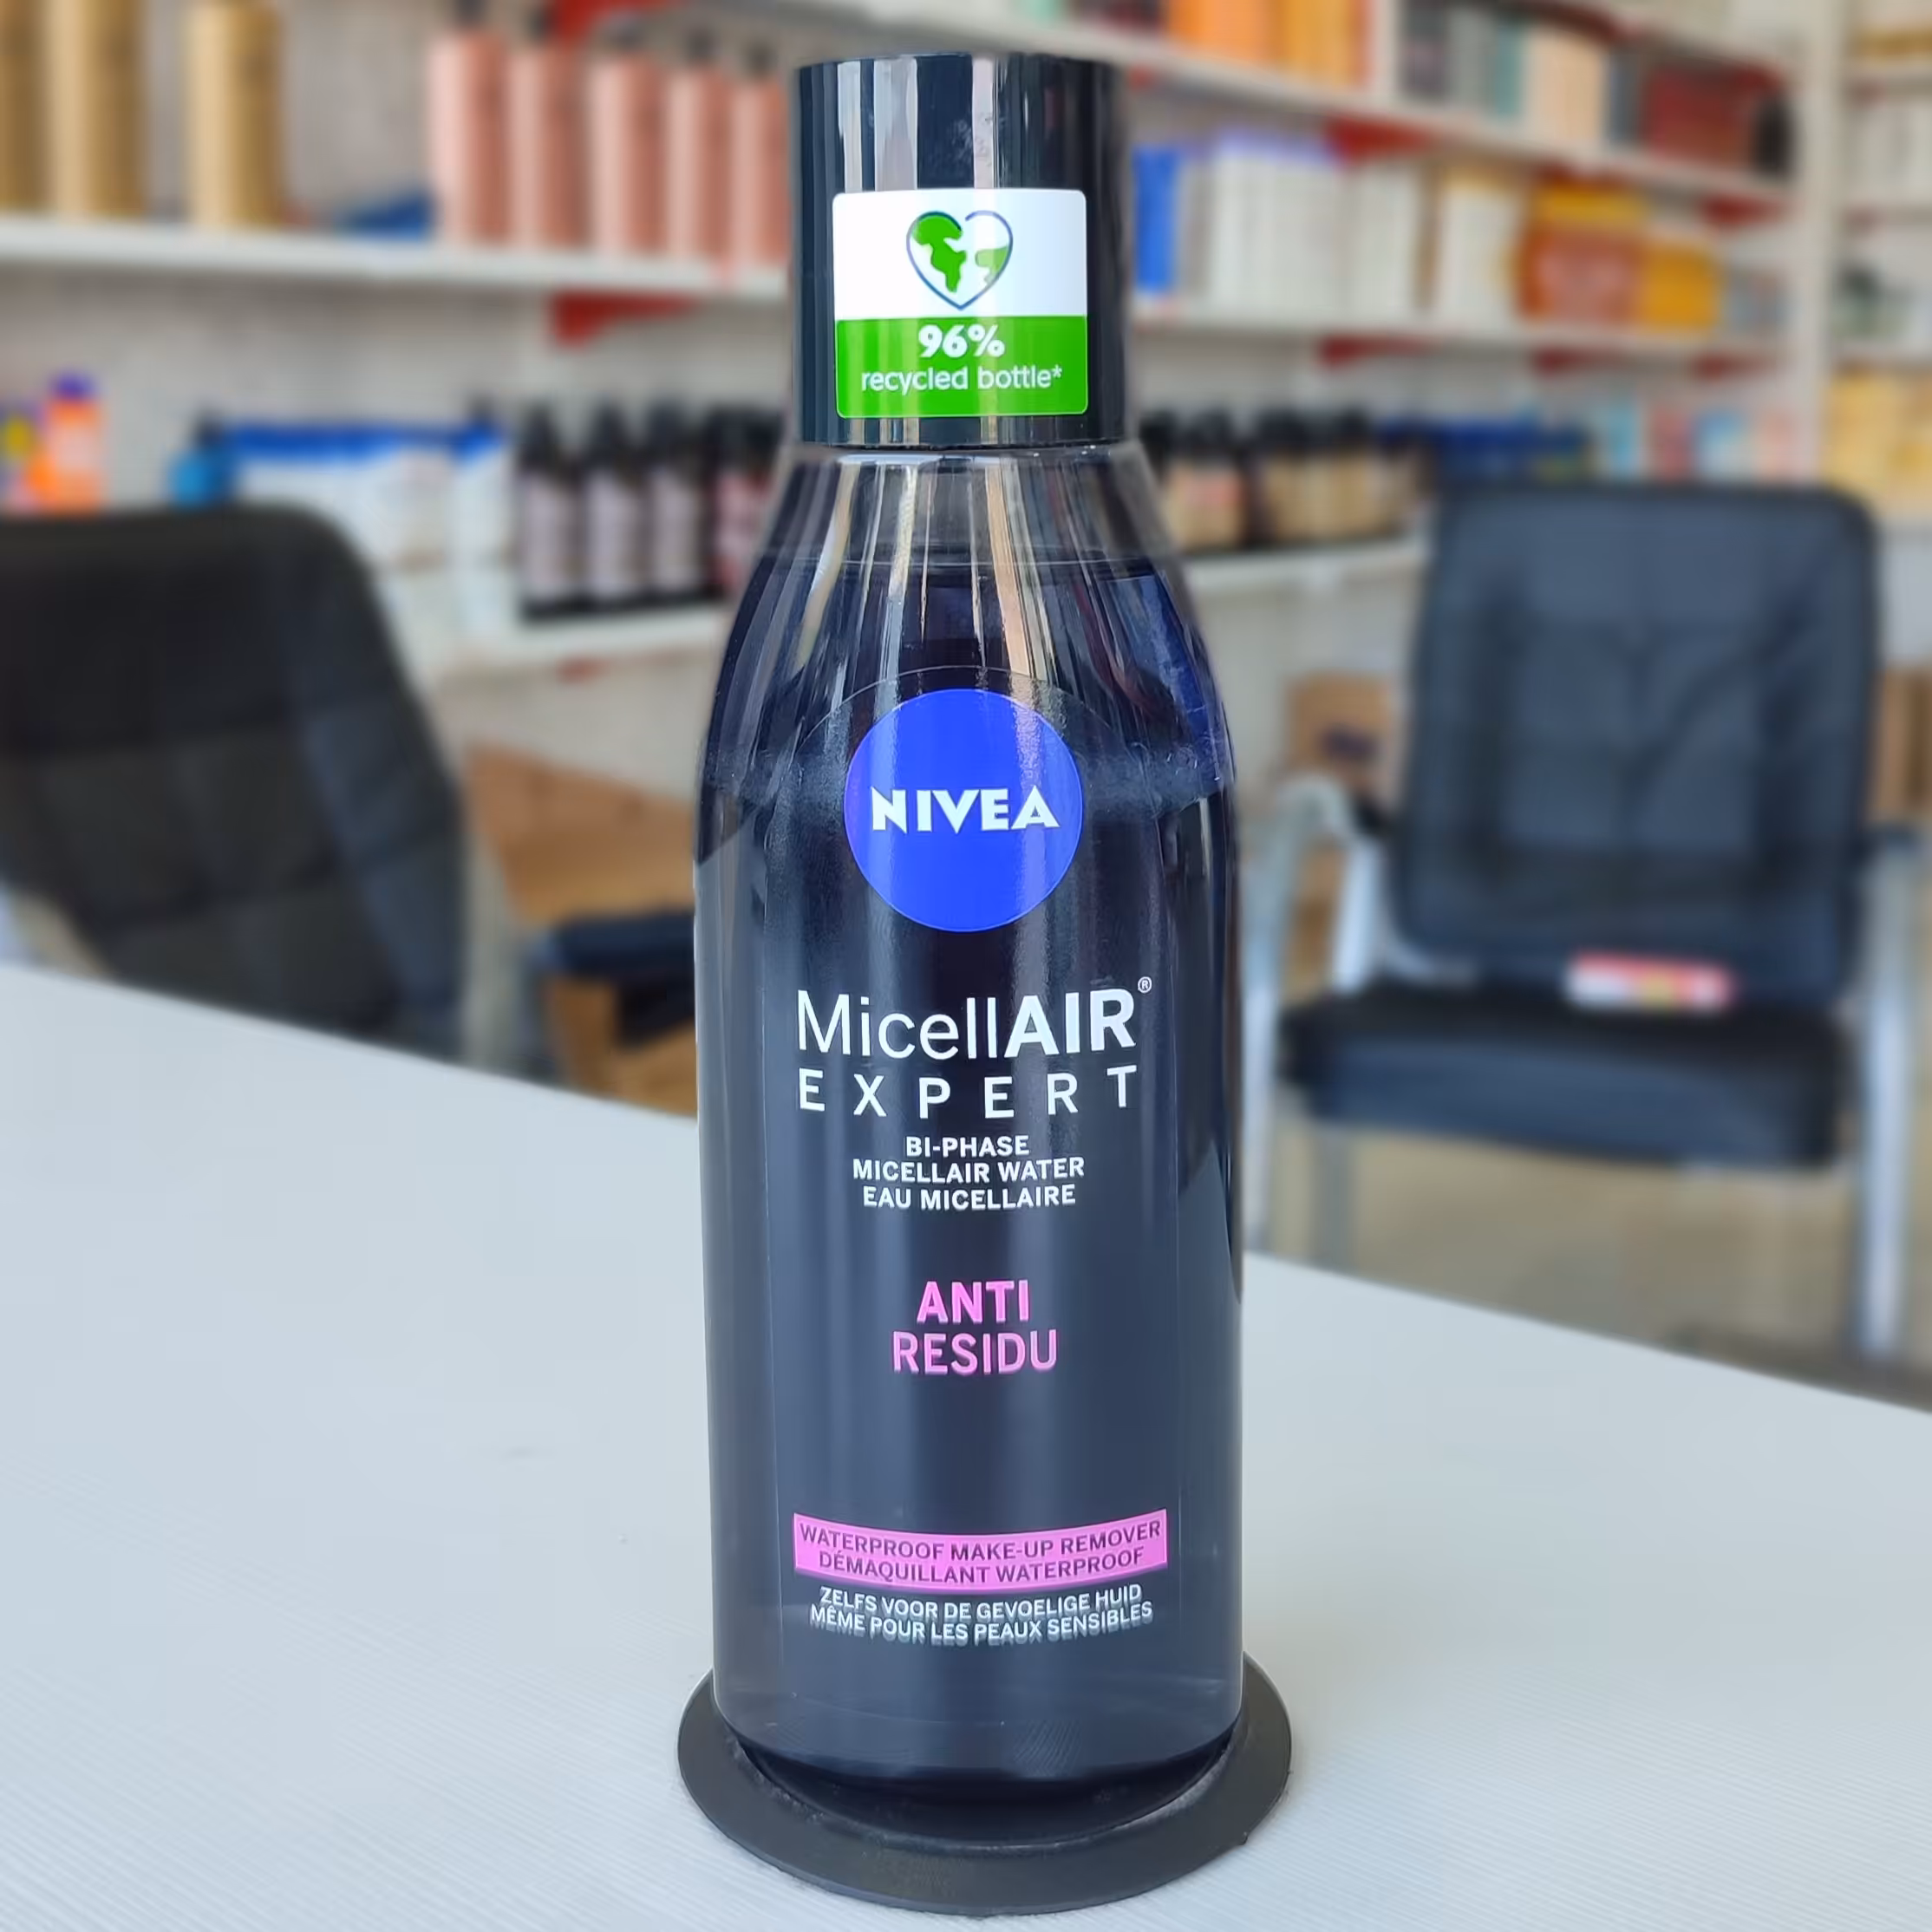 96%
recycled bottle*
NIVEA
MicellAIR®
EXPERT
BI-PHASE
MICELLAIR WATER
EAU MICELLAIRE
ANTI
RESIDU
WATERPROOF MAKE-UP REMOVER
DÉMAQUILLANT WATERPROOF
ZELFS VOOR DE GEVOELIGE HUID
MÊME POUR LES PEAUX SENSIBLES